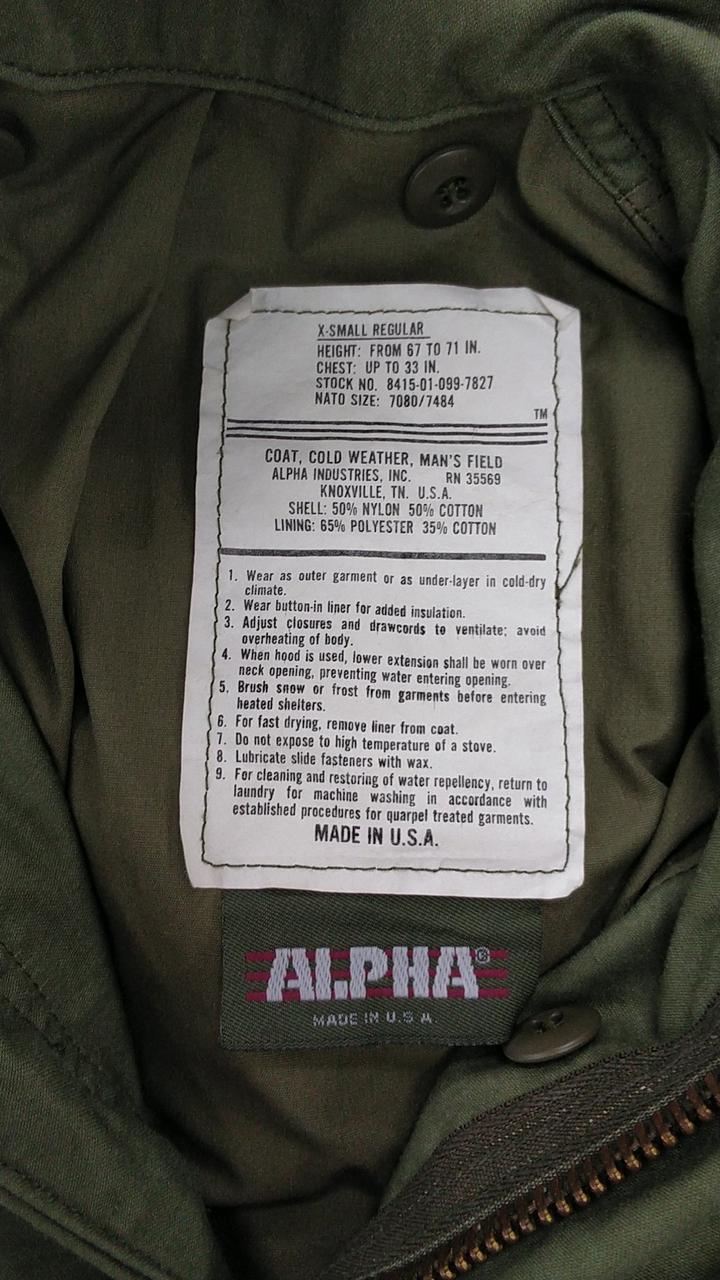 X-SMALL REGULAR
HEIGHT: FROM 67 TO 71 IN.
CHEST: UP TO 33 IN.
STOCK NO. 8415-01-099-7827
NATO SIZE: 7080/7484
TM
COAT, COLD WEATHER, MAN'S FIELD
ALPHA INDUSTRIES, INC. RN 35569
KNOXVILLE, TN. U.S.A.
SHELL: 50% NYLON 50% COTTON
LINING: 65% POLYESTER 35% COTTON
1. Wear as outer garment or as under-layer in cold-dry
climate.
2. Wear button-in liner for added insulation.
3. Adjust closures and drawcords to ventilate; avoid
overheating of body.
4. When hood is used, lower extension shall be worn over
neck opening, preventing water entering opening.
5. Brush snow or frost from garments before entering
heated shelters.
6. For fast drying, remove liner from coat.
7. Do not expose to high temperature of a stove.
8. Lubricate slide fasteners with wax.
9. For cleaning and restoring of water repellency, return to
laundry for machine washing in accordance with
established procedures for quarpel treated garments.
MADE IN U.S.A.
ALPHA®
MADE IN U.S.A.